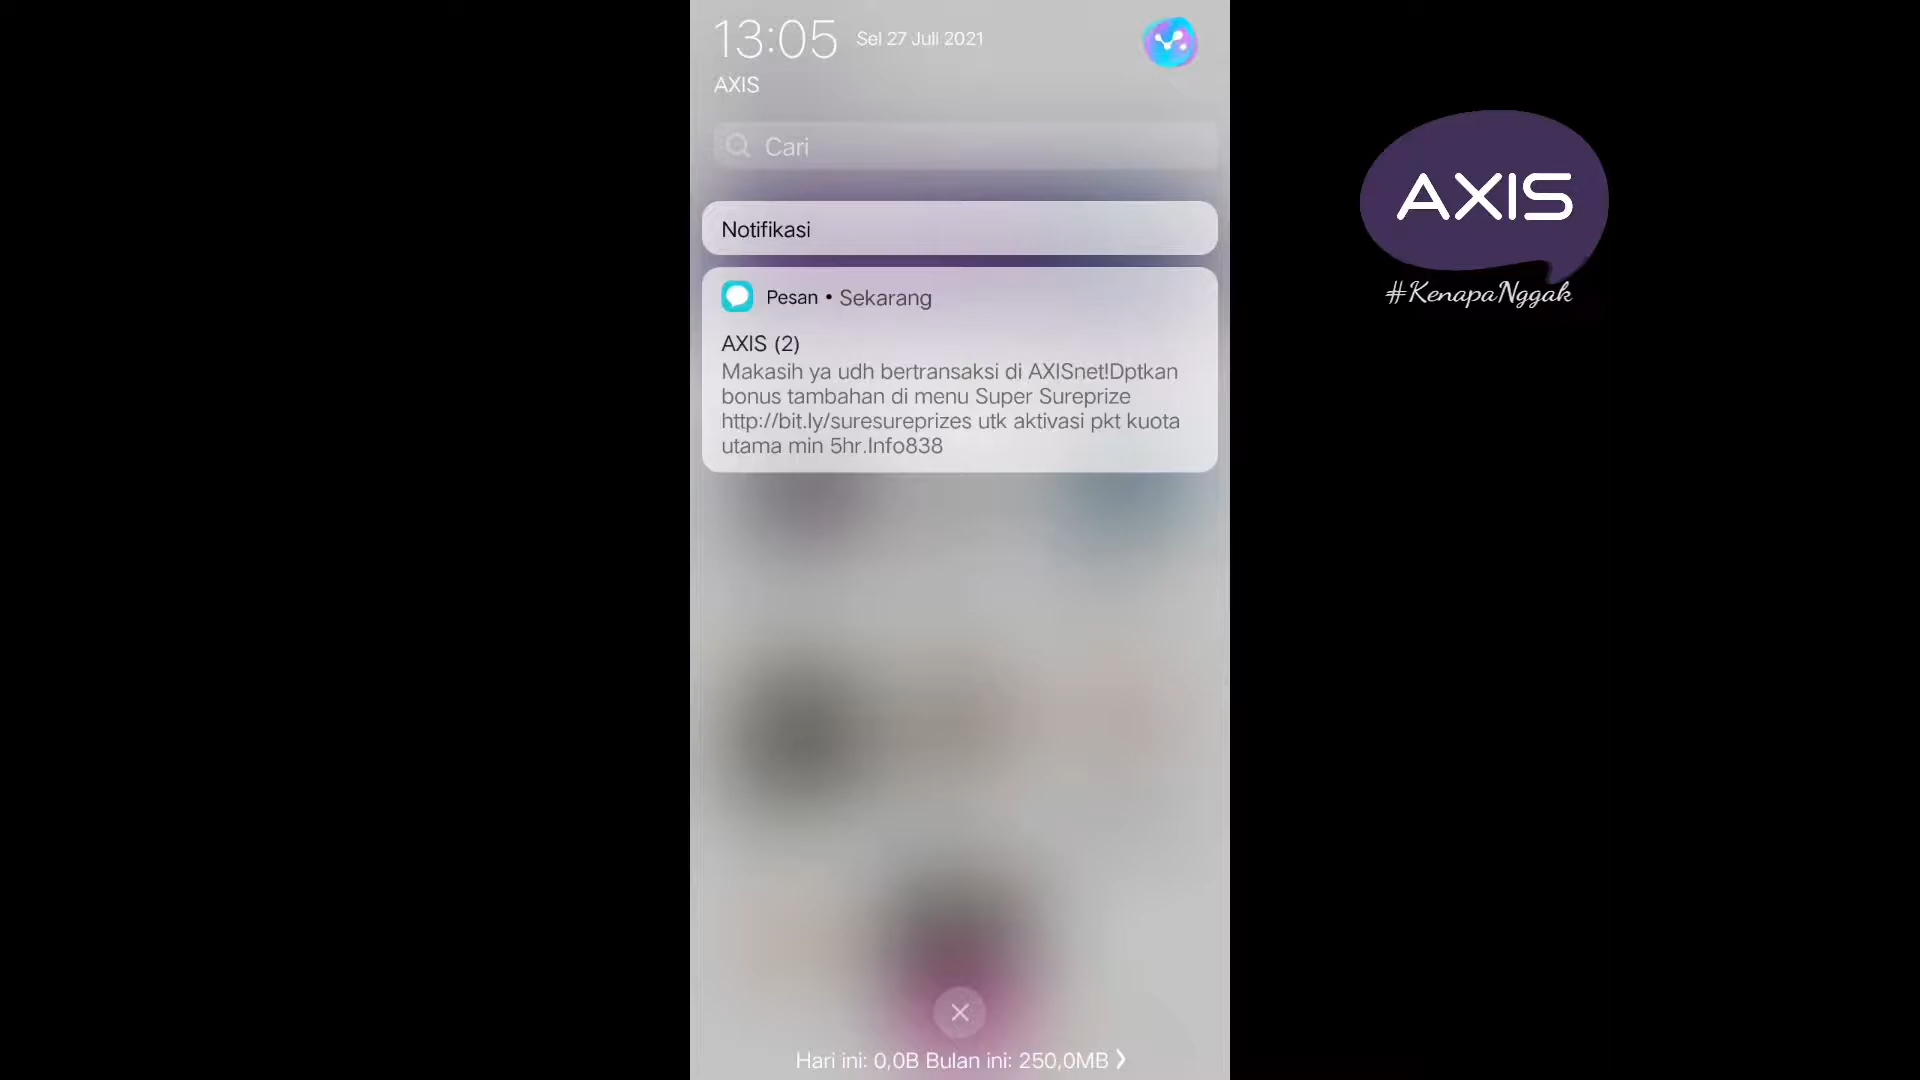 13:05 Sel 27 Juli 2021
AXIS
Cari
Notifikasi
Pesan • Sekarang
AXIS (2)
Makasih ya udh bertransaksi di AXISnet!Dptkan
bonus tambahan di menu Super Sureprize
http://bit.ly/suresureprizes utk aktivasi pkt kuota
utama min 5hr.Info838
Hari ini: 0,0B Bulan ini: 250,0MB
AXIS
#KenapaNggak